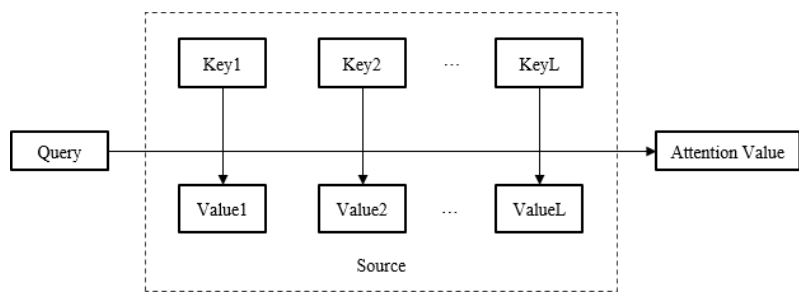 Key1 Key2 ... KeyL
Query Attention Value
Value1 Value2 ... ValueL
Source